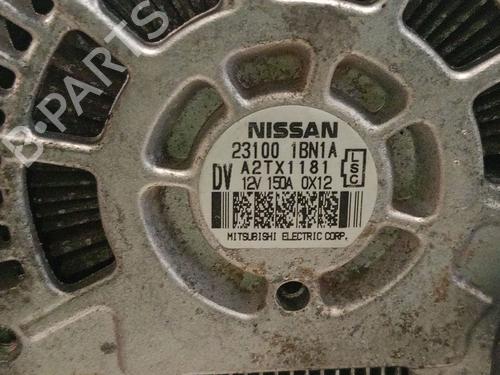 B-PARTS
NISSAN
23100 1BN1A
DV A2TX1181
12V 150A 0X12
LSC
MITSUBISHI ELECTRIC CORP.